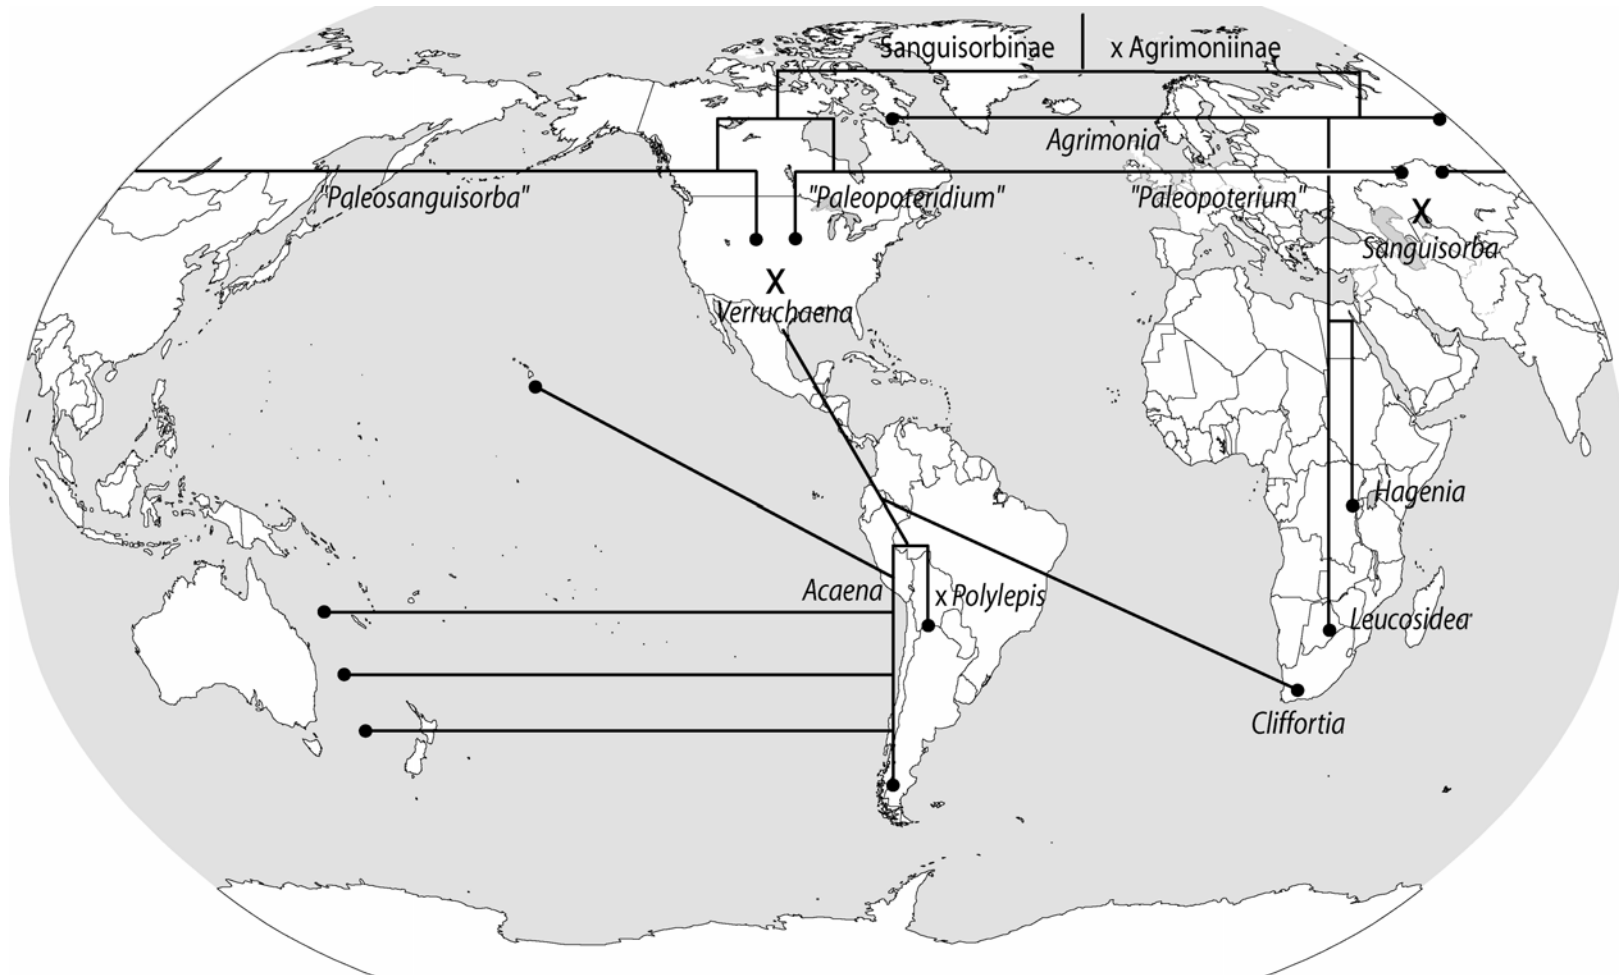 Sanguisorbinae x Agrimoniinae
Agrimonia
"Paleosanguisorba" "Paleopoteridium" "Paleopoterium"
X
Sanguisorba
X
Verruchaena
Hagenia
Acaena x Polylepis
Leucosidea
Cliffortia